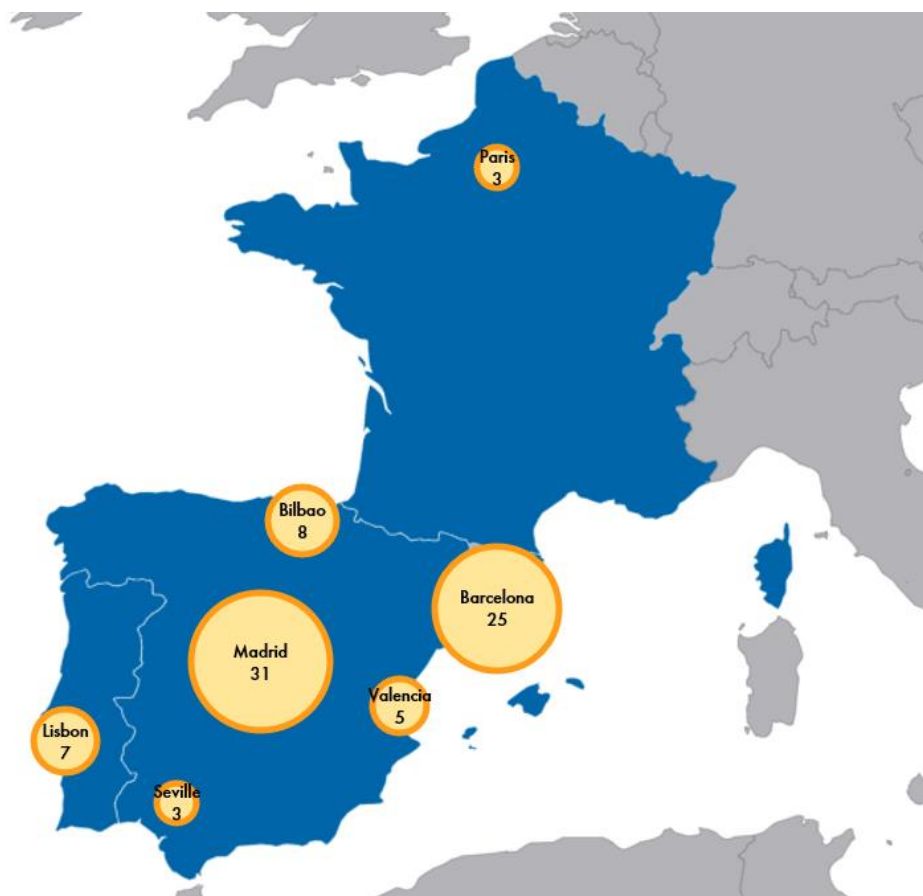 Paris
3
Bilbao
8
Barcelona
25
Madrid
31
Valencia
5
Lisbon
7
Seville
3